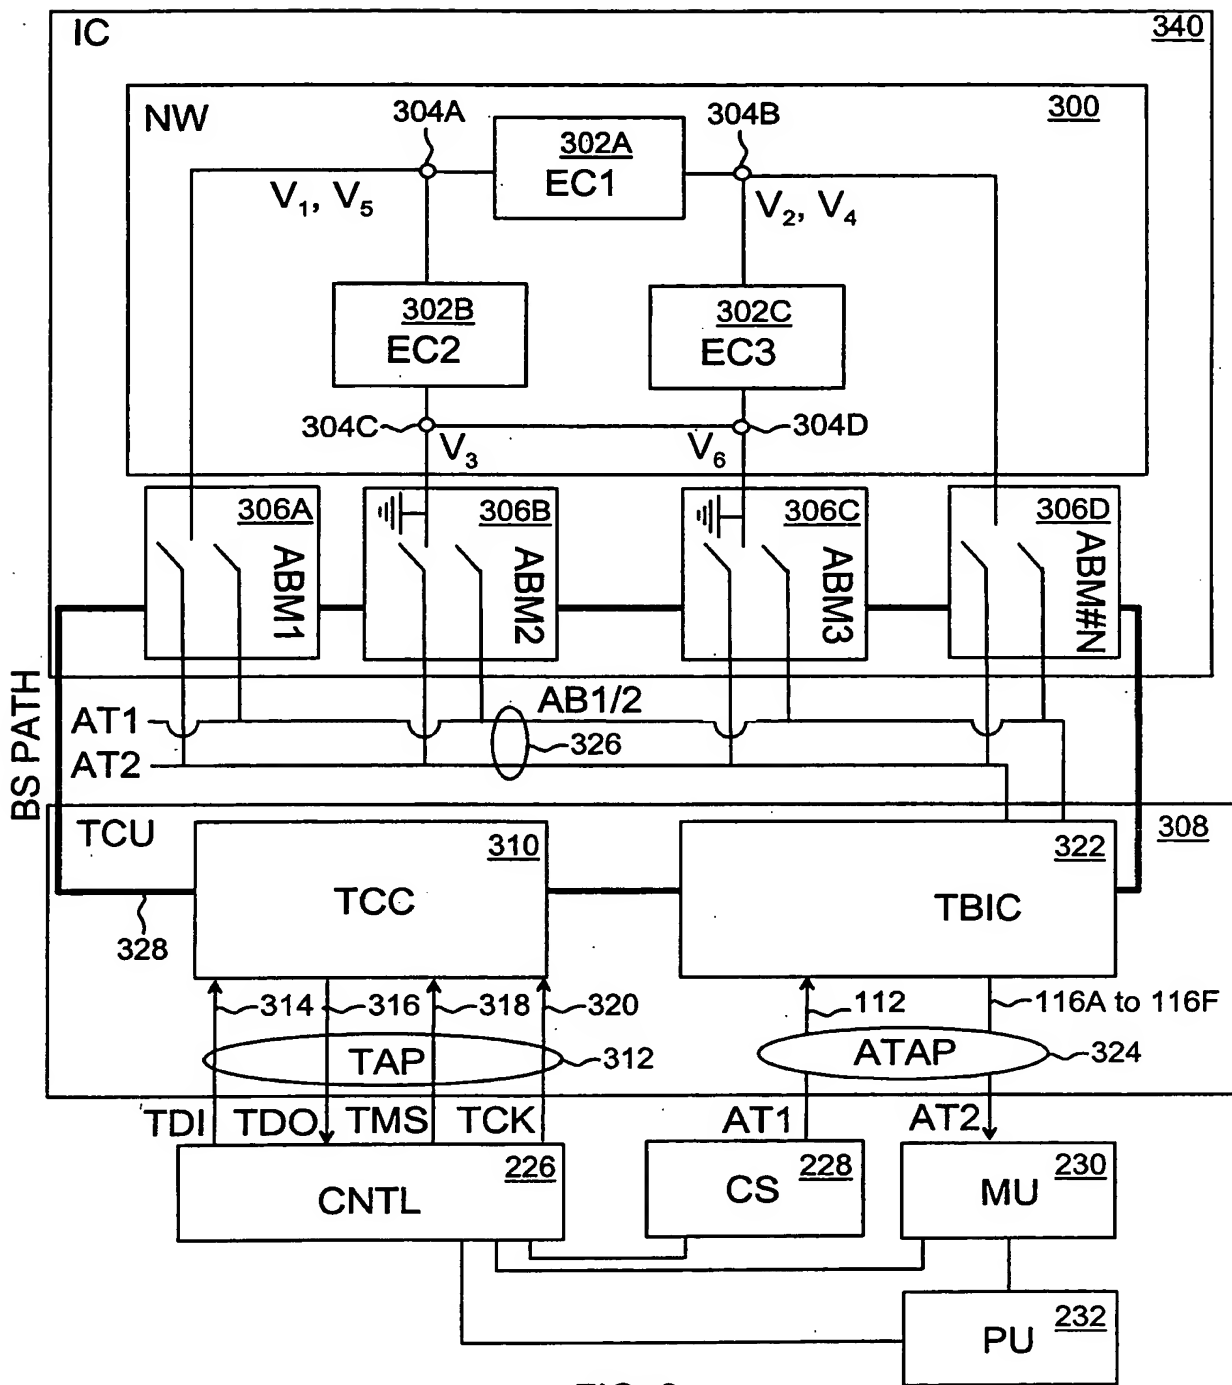 IC
340
NW
300
304A
304B
302A
EC1
V₁, V₅
V₂, V₄
302B
EC2
302C
EC3
304C
V₃
V₆
304D
306A
ABM1
306B
ABM2
306C
ABM3
306D
ABM#N
BS PATH
AT1
AB1/2
326
AT2
TCU
308
310
TCC
322
TBIC
328
314
316
318
320
112
116A to 116F
TAP
312
ATAP
324
TDI
TDO
TMS
TCK
AT1
AT2
226
CNTL
228
CS
230
MU
232
PU